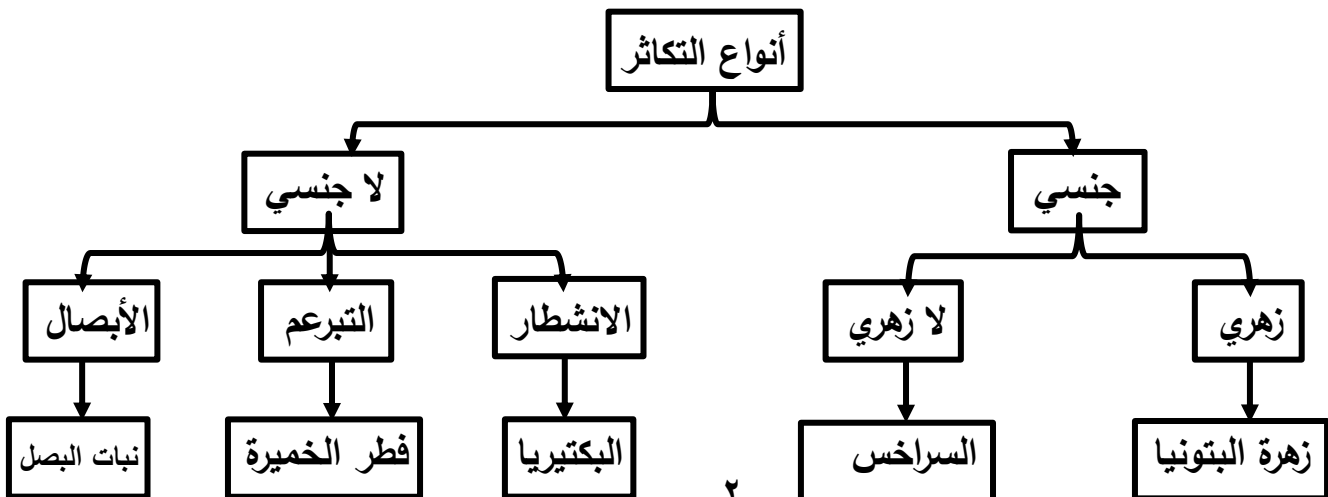 أنواع التكاثر
جنسي
لا جنسي
زهري
لا زهري
الانشطار
التبرعم
الأبصال
زهرة البتونيا
السراخس
البكتيريا
فطر الخميرة
نبات البصل
٢